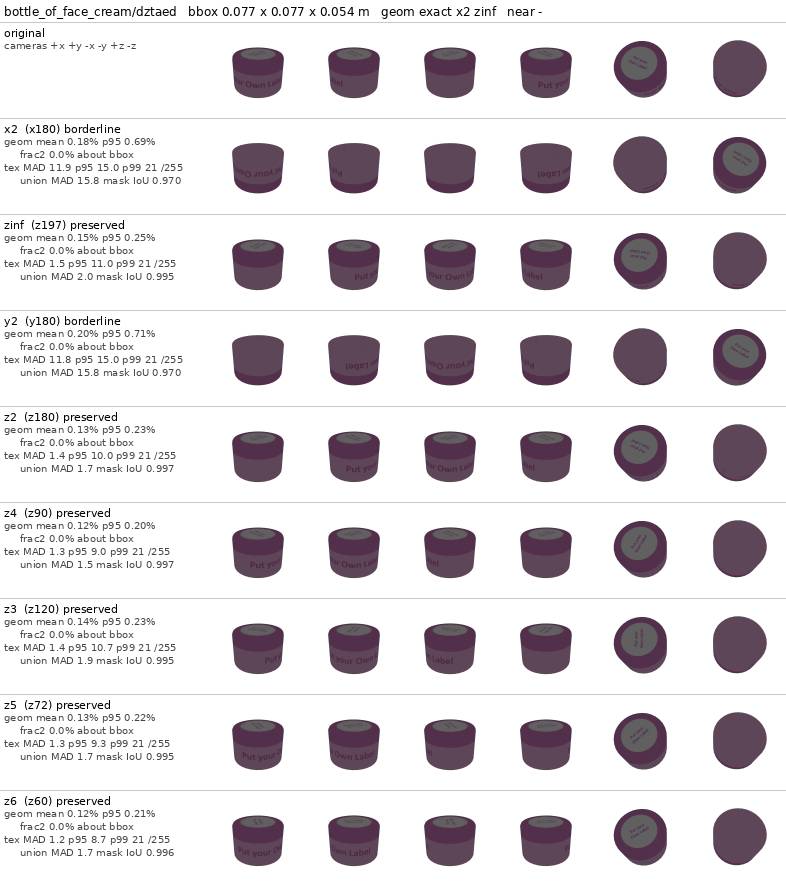 bottle_of_face_cream/dztaed bbox 0.077 x 0.077 x 0.054 m geom exact x2 zinf near -
original
cameras +x +y -x -y +z -z
ur Own Label
bel
Put yo
x2 (x180) borderline
geom mean 0.18% p95 0.69%
frac2 0.0% about bbox
tex MAD 11.9 p95 15.0 p99 21 /255
union MAD 15.8 mask IoU 0.970
zinf (z197) preserved
geom mean 0.15% p95 0.25%
frac2 0.0% about bbox
tex MAD 1.5 p95 11.0 p99 21 /255
union MAD 2.0 mask IoU 0.995
y2 (y180) borderline
geom mean 0.20% p95 0.71%
frac2 0.0% about bbox
tex MAD 11.8 p95 15.0 p99 21 /255
union MAD 15.8 mask IoU 0.970
z2 (z180) preserved
geom mean 0.13% p95 0.23%
frac2 0.0% about bbox
tex MAD 1.4 p95 10.0 p99 21 /255
union MAD 1.7 mask IoU 0.997
z4 (z90) preserved
geom mean 0.12% p95 0.20%
frac2 0.0% about bbox
tex MAD 1.3 p95 9.0 p99 21 /255
union MAD 1.5 mask IoU 0.997
z3 (z120) preserved
geom mean 0.14% p95 0.23%
frac2 0.0% about bbox
tex MAD 1.4 p95 10.7 p99 21 /255
union MAD 1.9 mask IoU 0.995
z5 (z72) preserved
geom mean 0.13% p95 0.22%
frac2 0.0% about bbox
tex MAD 1.3 p95 9.3 p99 21 /255
union MAD 1.7 mask IoU 0.995
z6 (z60) preserved
geom mean 0.12% p95 0.21%
frac2 0.0% about bbox
tex MAD 1.2 p95 8.7 p99 21 /255
union MAD 1.7 mask IoU 0.996